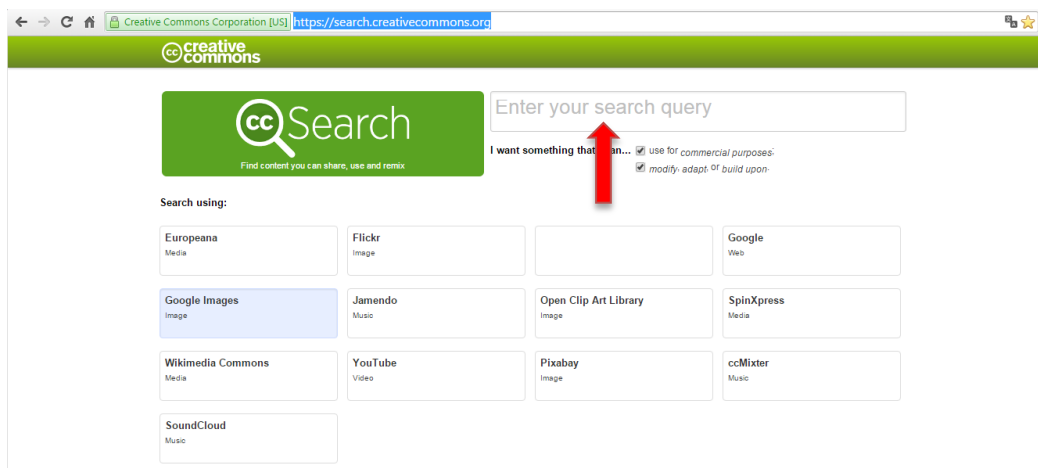 Creative Commons Corporation [US] https://search.creativecommons.org
cc creative
commons
cc Search
Find content you can share, use and remix
Enter your search query
I want something that an... use for commercial purposes;
modify, adapt, or build upon.
Search using:
Europeana
Media
Flickr
Image
Google
Web
Google Images
Image
Jamendo
Music
Open Clip Art Library
Image
SpinXpress
Media
Wikimedia Commons
Media
YouTube
Video
Pixabay
Image
ccMixter
Music
SoundCloud
Music